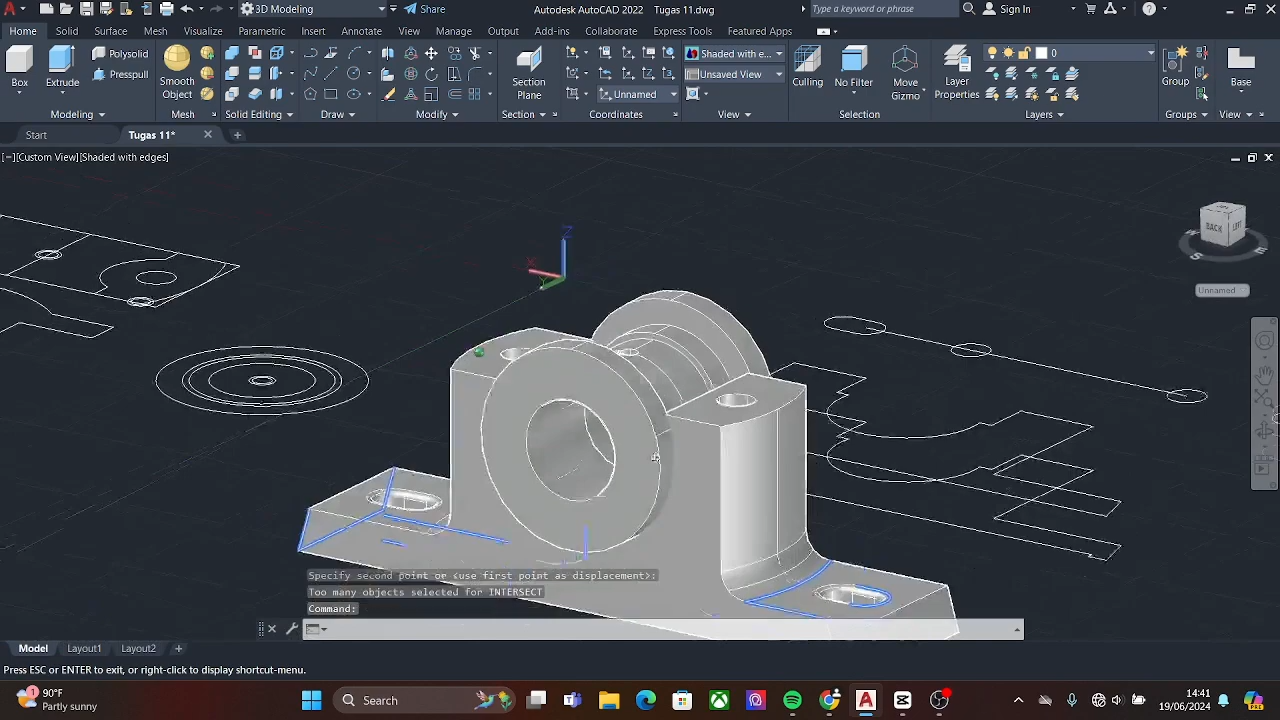 3D Modeling
Share
Autodesk AutoCAD 2022 Tugas 11.dwg
Type a keyword or phrase
Sign In
Home Solid Surface Mesh Visualize Parametric Insert Annotate View Manage Output Add-ins Collaborate Express Tools Featured Apps
Box
Extrude
Polysolid
Presspull
Smooth
Object
Section
Plane
Shaded with e...
Unsaved View
Unnamed
Culling
No Filter
Move
Gizmo
Layer
Properties
0
Group
Base
Modeling Mesh Solid Editing Draw Modify Section Coordinates View Selection Layers Groups View
Start
Tugas 11*
[−][Custom View][Shaded with edges]
Z
X
Y
BACK
LEFT
S
E
Unnamed
Specify second point or <use first point as displacement>:
Too many objects selected for INTERSECT
Command:
Model Layout1 Layout2
Press ESC or ENTER to exit, or right-click to display shortcut-menu.
1
90°F
Partly sunny
Search
14:41
19/06/2024